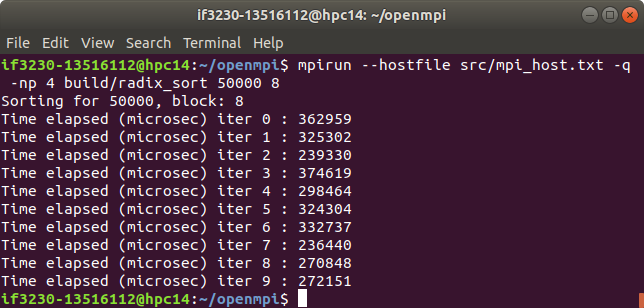 if3230-13516112@hpc14: ~/openmpi
File Edit View Search Terminal Help
if3230-13516112@hpc14:~/openmpi$ mpirun --hostfile src/mpi_host.txt -q
-np 4 build/radix_sort 50000 8
Sorting for 50000, block: 8
Time elapsed (microsec) iter 0 : 362959
Time elapsed (microsec) iter 1 : 325302
Time elapsed (microsec) iter 2 : 239330
Time elapsed (microsec) iter 3 : 374619
Time elapsed (microsec) iter 4 : 298464
Time elapsed (microsec) iter 5 : 324304
Time elapsed (microsec) iter 6 : 332737
Time elapsed (microsec) iter 7 : 236440
Time elapsed (microsec) iter 8 : 270848
Time elapsed (microsec) iter 9 : 272151
if3230-13516112@hpc14:~/openmpi$